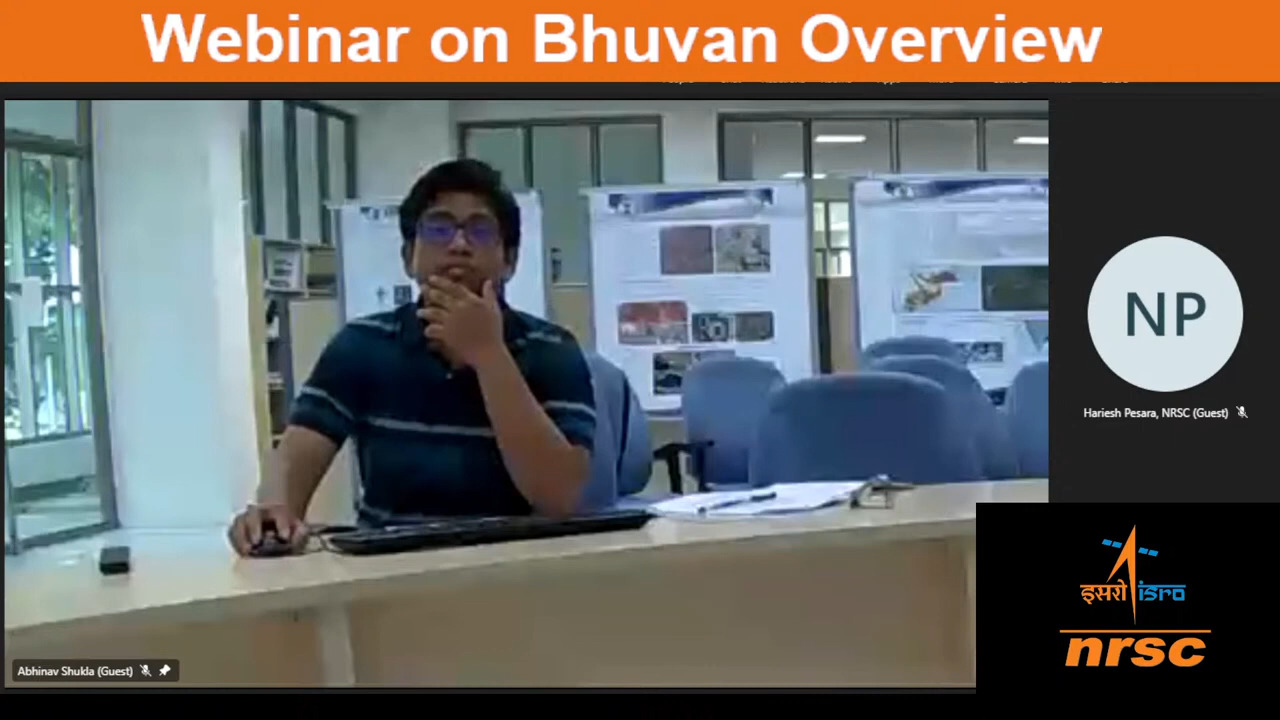 Webinar on Bhuvan Overview
NP
Hariesh Pesara, NRSC (Guest)
इसरो isro
nrsc
Abhinav Shukla (Guest)